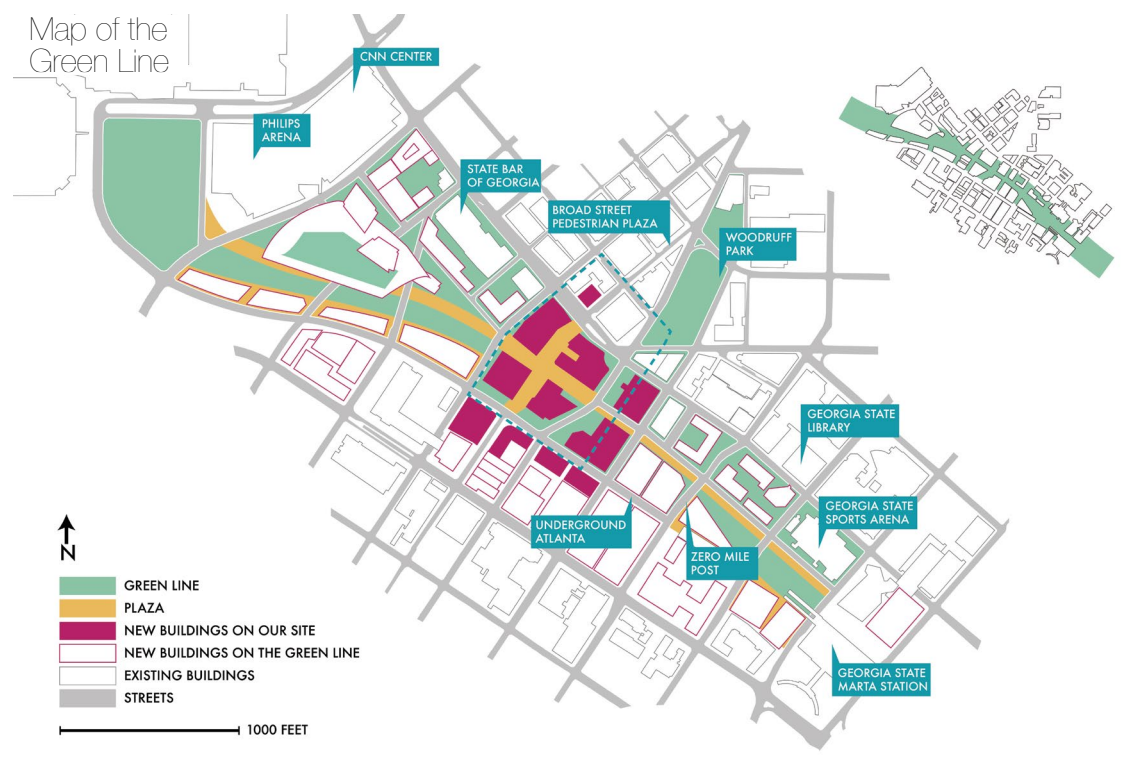 Map of the
Green Line
CNN CENTER
PHILIPS
ARENA
STATE BAR
OF GEORGIA
BROAD STREET
PEDESTRIAN PLAZA
WOODRUFF
PARK
GEORGIA STATE
LIBRARY
GEORGIA STATE
SPORTS ARENA
UNDERGROUND
ATLANTA
ZERO MILE
POST
GEORGIA STATE
MARTA STATION
N
GREEN LINE
PLAZA
NEW BUILDINGS ON OUR SITE
NEW BUILDINGS ON THE GREEN LINE
EXISTING BUILDINGS
STREETS
1000 FEET